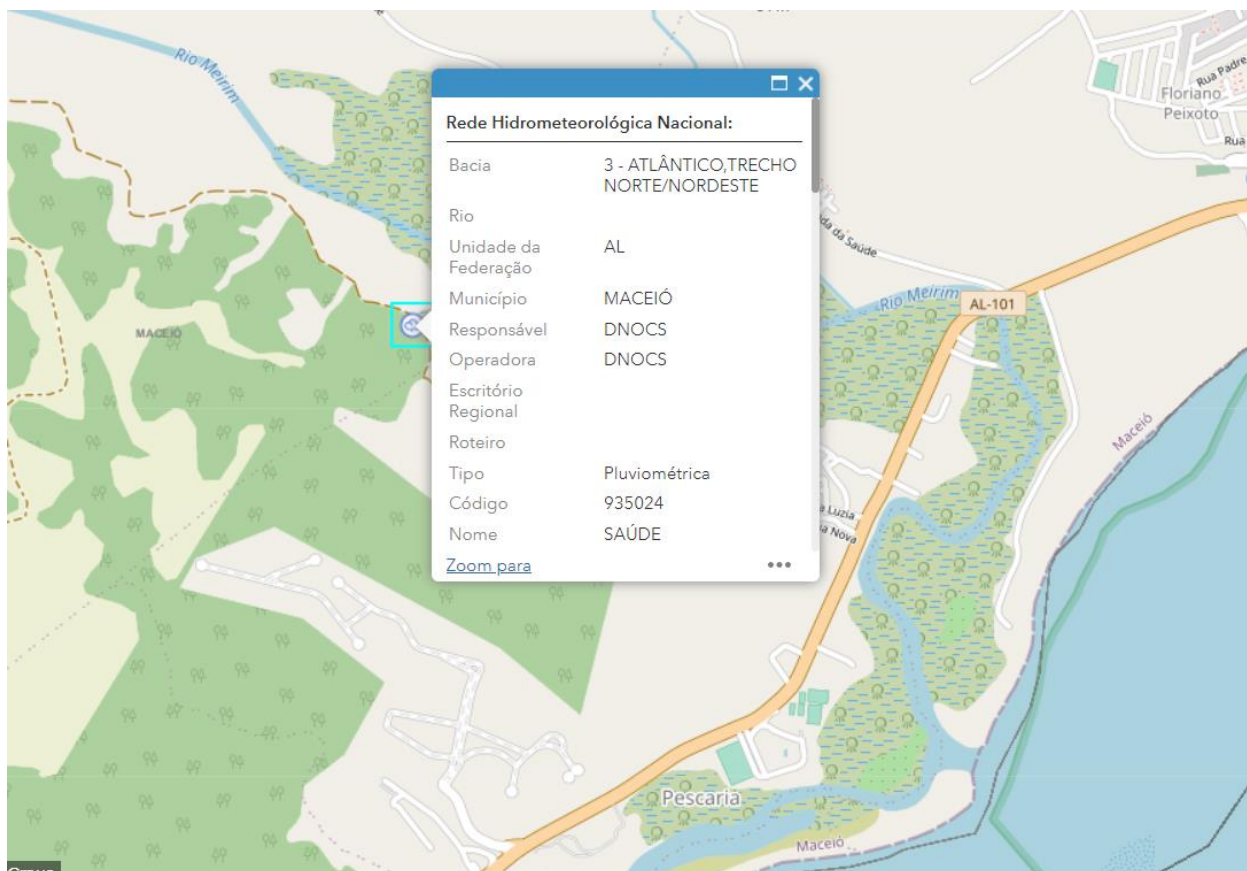 Rio Meirim
Floriano
Peixoto
Rua Padre
Rua
MACEIÓ
Rede Hidrometeorológica Nacional:
Bacia 3 - ATLÂNTICO,TRECHO
NORTE/NORDESTE
Rio
Unidade da AL
Federação
Município MACEIÓ
Responsável DNOCS
Operadora DNOCS
Escritório
Regional
Roteiro
Tipo Pluviométrica
Código 935024
Nome SAÚDE
Zoom para
da Saúde
Rio Meirim
AL-101
Maceió
Luzia
Nova
Pescaria
Maceió